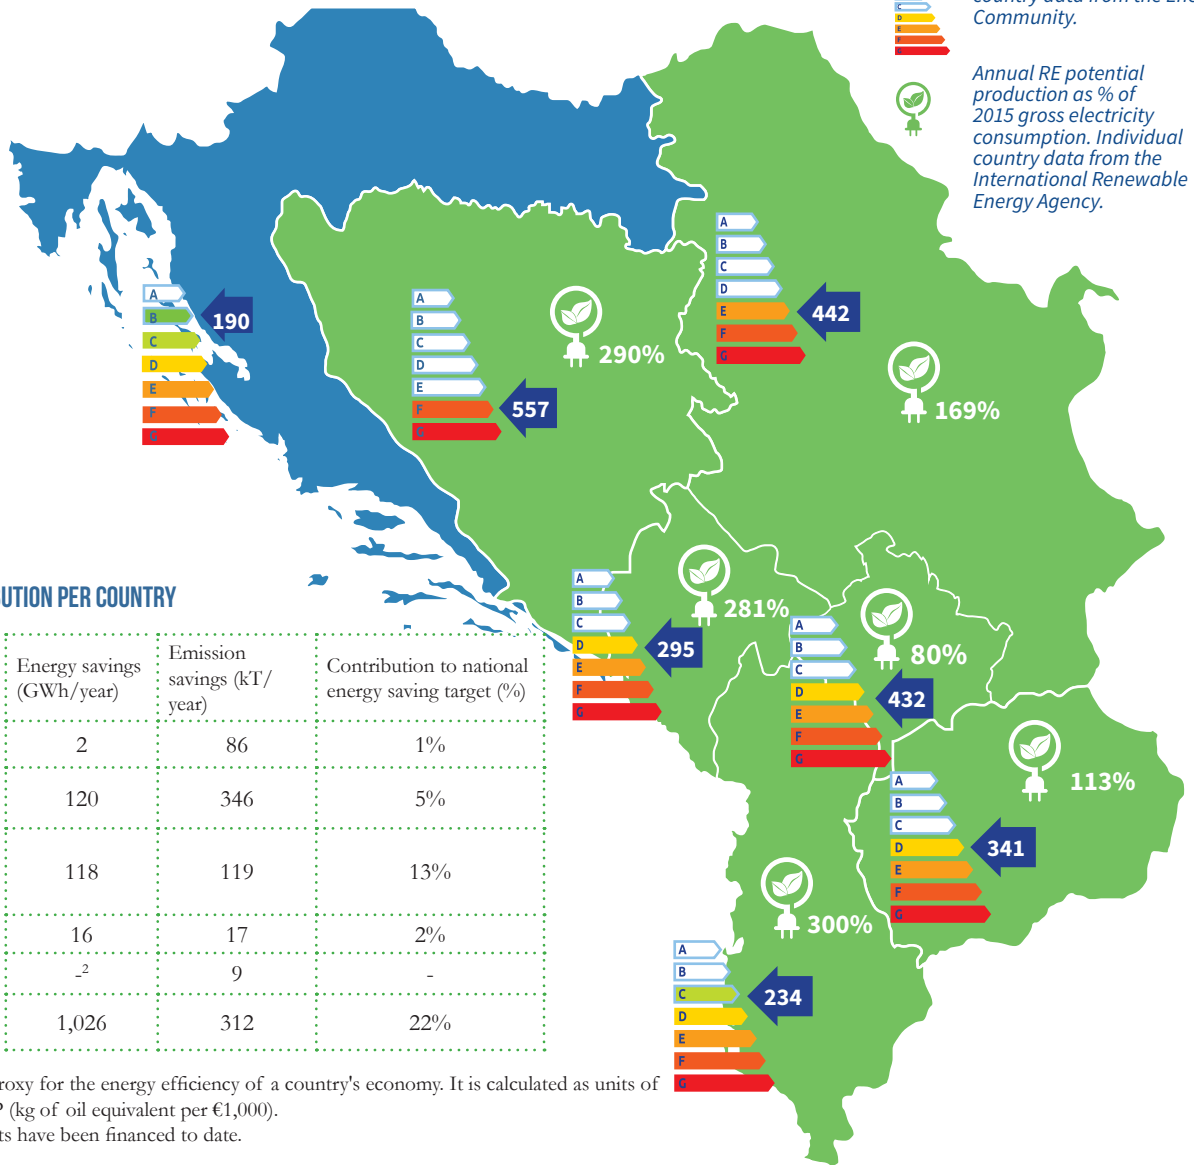 Community.
Annual RE potential
production as % of
2015 gross electricity
consumption. Individual
country data from the
International Renewable
Energy Agency.
C
D
E
F
G
A
B
C
D
E
F
G
190
A
B
C
D
E
F
G
557
290%
A
B
C
D
E
F
G
442
169%
A
B
C
D
E
F
G
295
281%
A
B
C
D
E
F
G
432
80%
A
B
C
D
E
F
G
341
113%
A
B
C
D
E
F
G
234
300%
BUTION PER COUNTRY
Energy savings (GWh/year) Emission savings (kT/ year) Contribution to national energy saving target (%)
2 86 1%
120 346 5%
118 119 13%
16 17 2%
-² 9 -
1,026 312 22%
roxy for the energy efficiency of a country's economy. It is calculated as units of
P (kg of oil equivalent per €1,000).
ts have been financed to date.